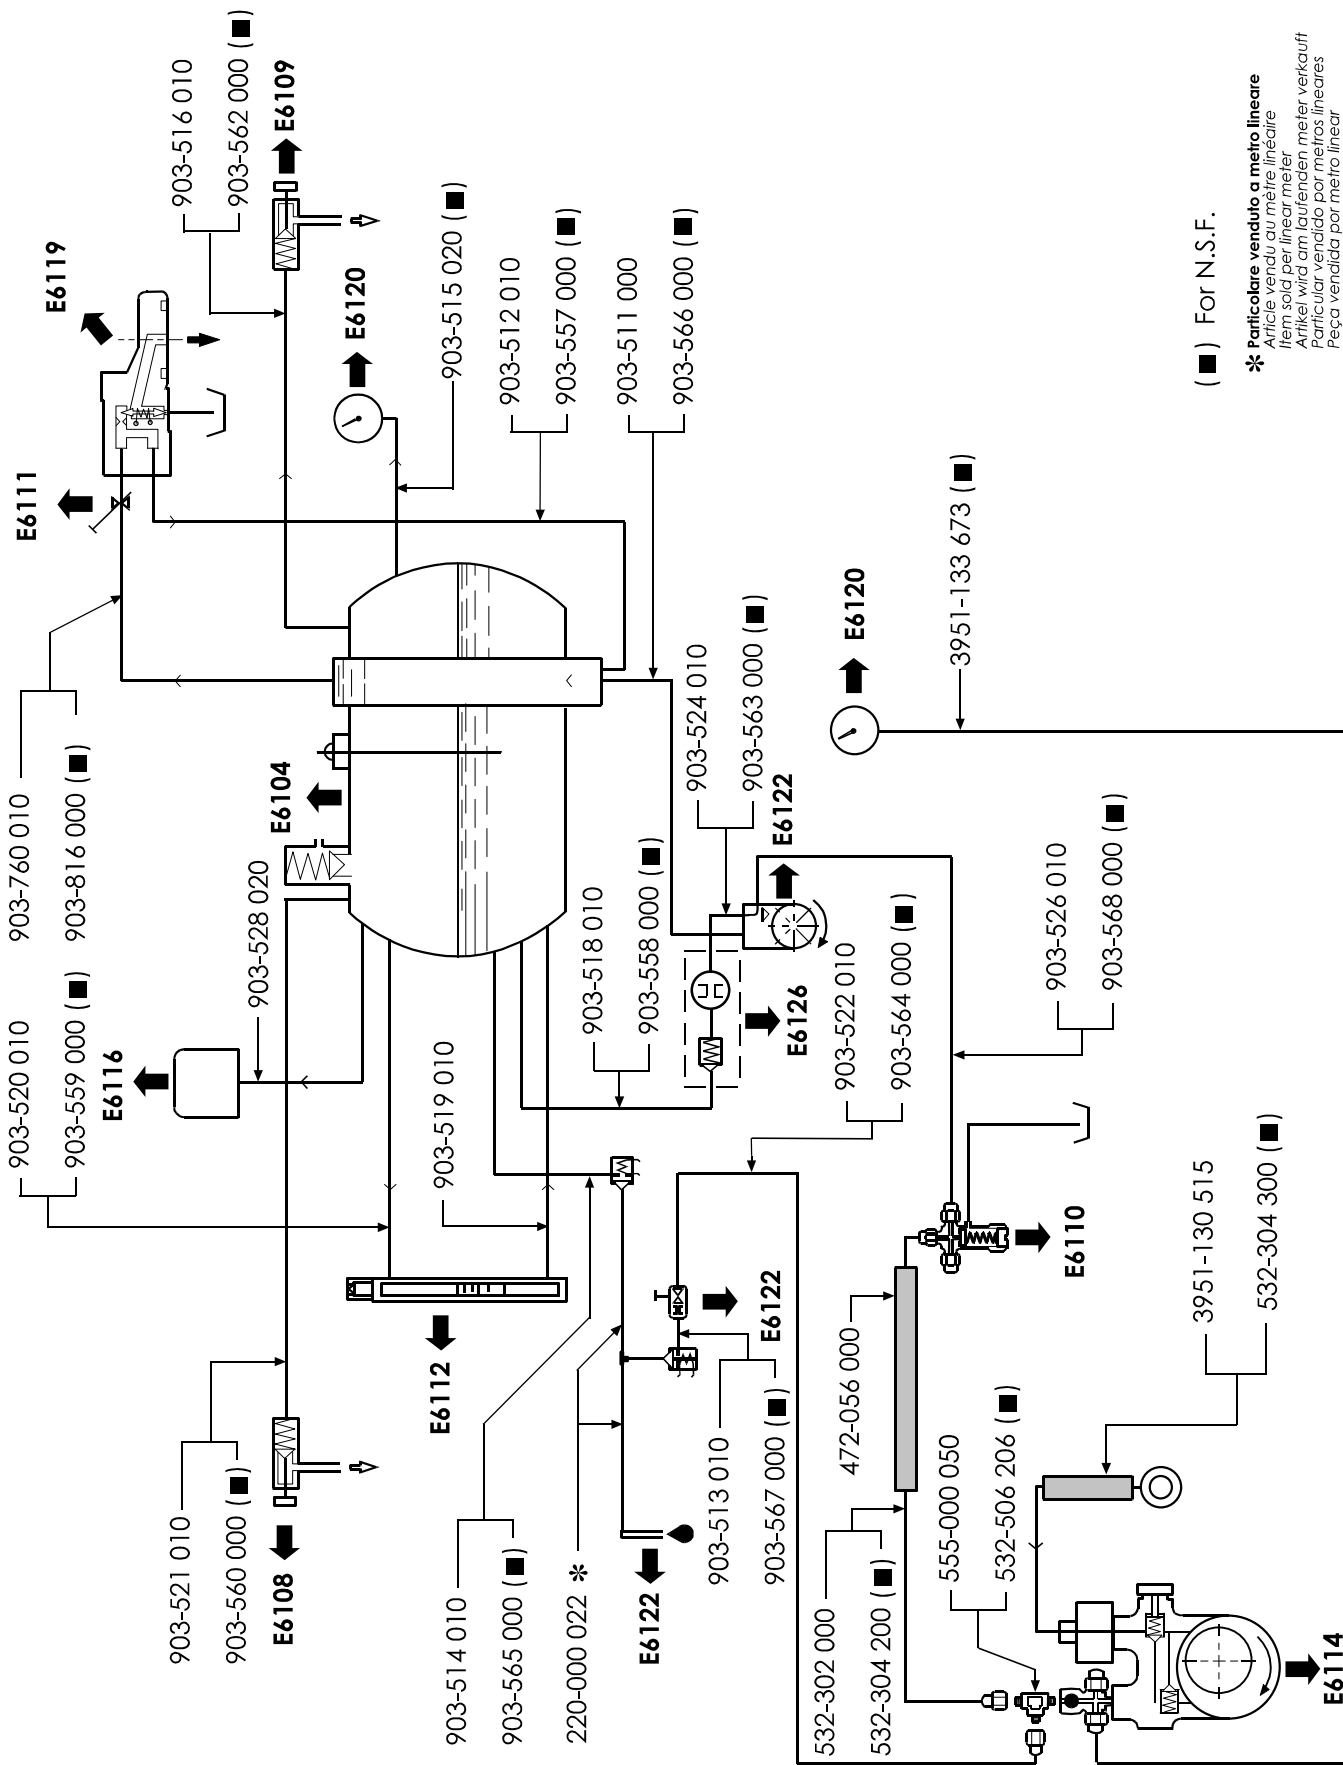 903-520 010
903-559 000 (■)
903-760 010
903-816 000 (■)
E6111
E6119
903-516 010
903-562 000 (■)
E6109
E6116
903-528 020
E6104
E6120
903-515 020 (■)
903-512 010
903-557 000 (■)
903-511 000
903-566 000 (■)
903-521 010
903-560 000 (■)
E6108
E6112
903-519 010
903-518 010
903-558 000 (■)
903-524 010
903-563 000 (■)
E6122
E6126
903-514 010
903-565 000 (■)
220-000 022 *
E6122
903-513 010
903-567 000 (■)
E6122
903-522 010
903-564 000 (■)
E6120
3951-133 673 (■)
532-302 000
532-304 200 (■)
472-056 000
555-000 050
532-506 206 (■)
E6110
903-526 010
903-568 000 (■)
3951-130 515
532-304 300 (■)
E6114
(■) For N.S.F.
* Particolare venduto a metro lineare
Article vendu au mètre linéaire
Item sold per linear meter
Artikel wird am laufenden meter verkauft
Particular vendido por metros lineares
Peça vendida por metro linear